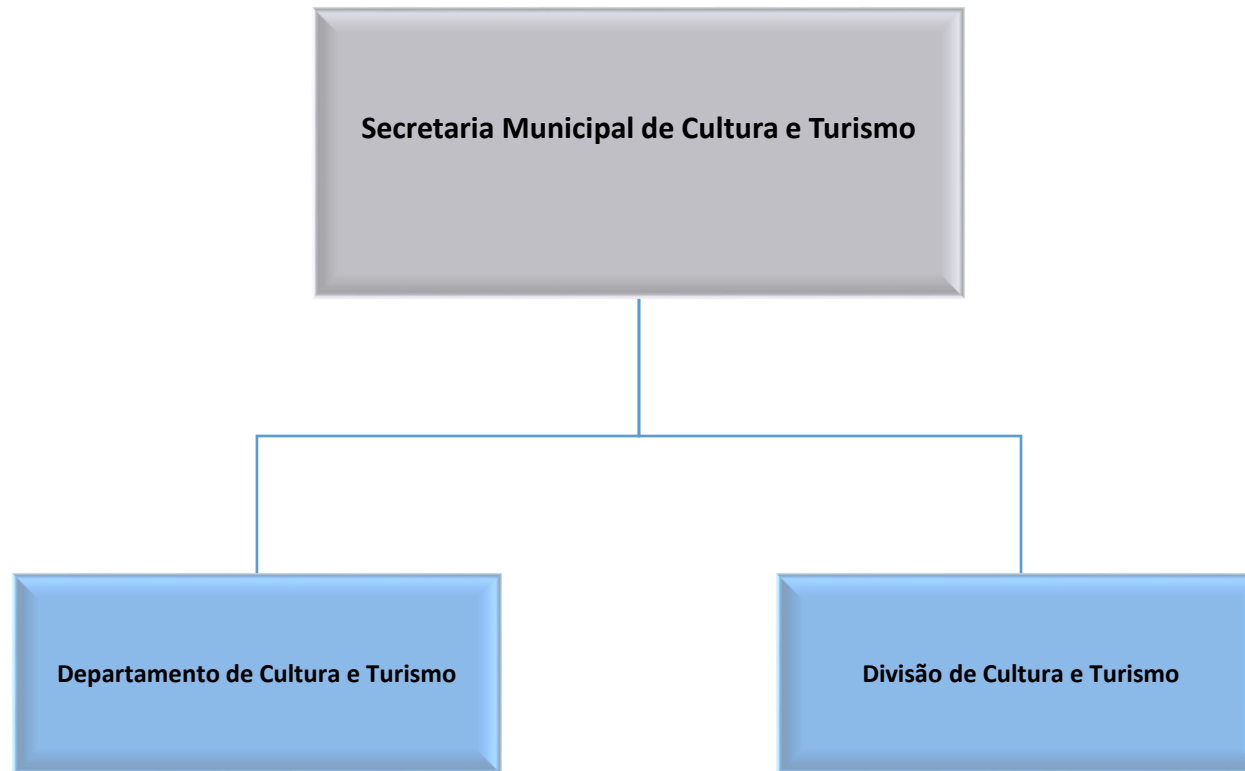 Secretaria Municipal de Cultura e Turismo
Departamento de Cultura e Turismo
Divisão de Cultura e Turismo